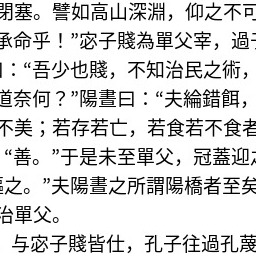 閉塞。譬如高山深淵，仰之不可
承命乎！”宓子賤為單父宰，過
：“吾少也賤，不知治民之術，
道奈何？”陽晝曰：“夫綸錯餌，
不美；若存若亡，若食若不食者
“善。”于是未至單父，冠蓋迎之
之。”夫陽晝之所謂陽橋者至矣
治單父。
与宓子賤皆仕，孔子往過孔蔑